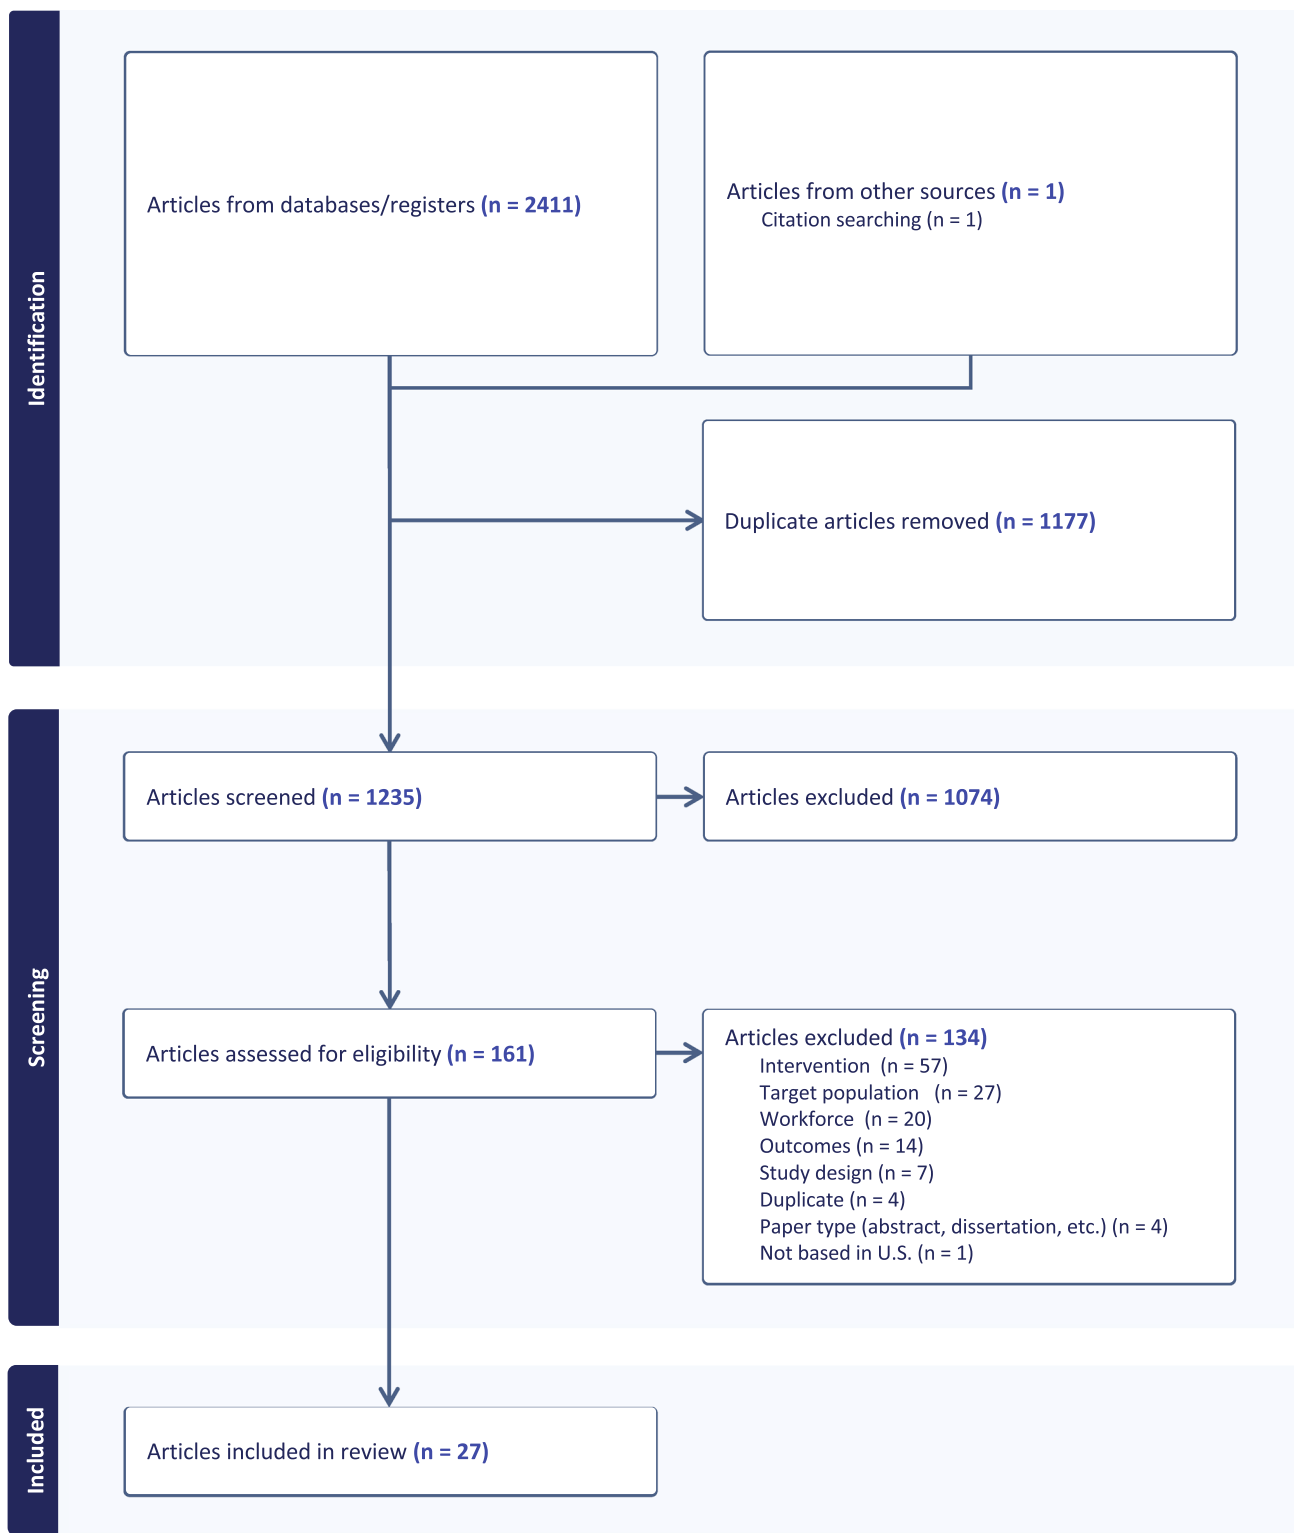 Identification
Articles from databases/registers (n = 2411)
Articles from other sources (n = 1)
Citation searching (n = 1)
Duplicate articles removed (n = 1177)
Screening
Articles screened (n = 1235)
Articles excluded (n = 1074)
Articles assessed for eligibility (n = 161)
Articles excluded (n = 134)
Intervention (n = 57)
Target population (n = 27)
Workforce (n = 20)
Outcomes (n = 14)
Study design (n = 7)
Duplicate (n = 4)
Paper type (abstract, dissertation, etc.) (n = 4)
Not based in U.S. (n = 1)
Included
Articles included in review (n = 27)